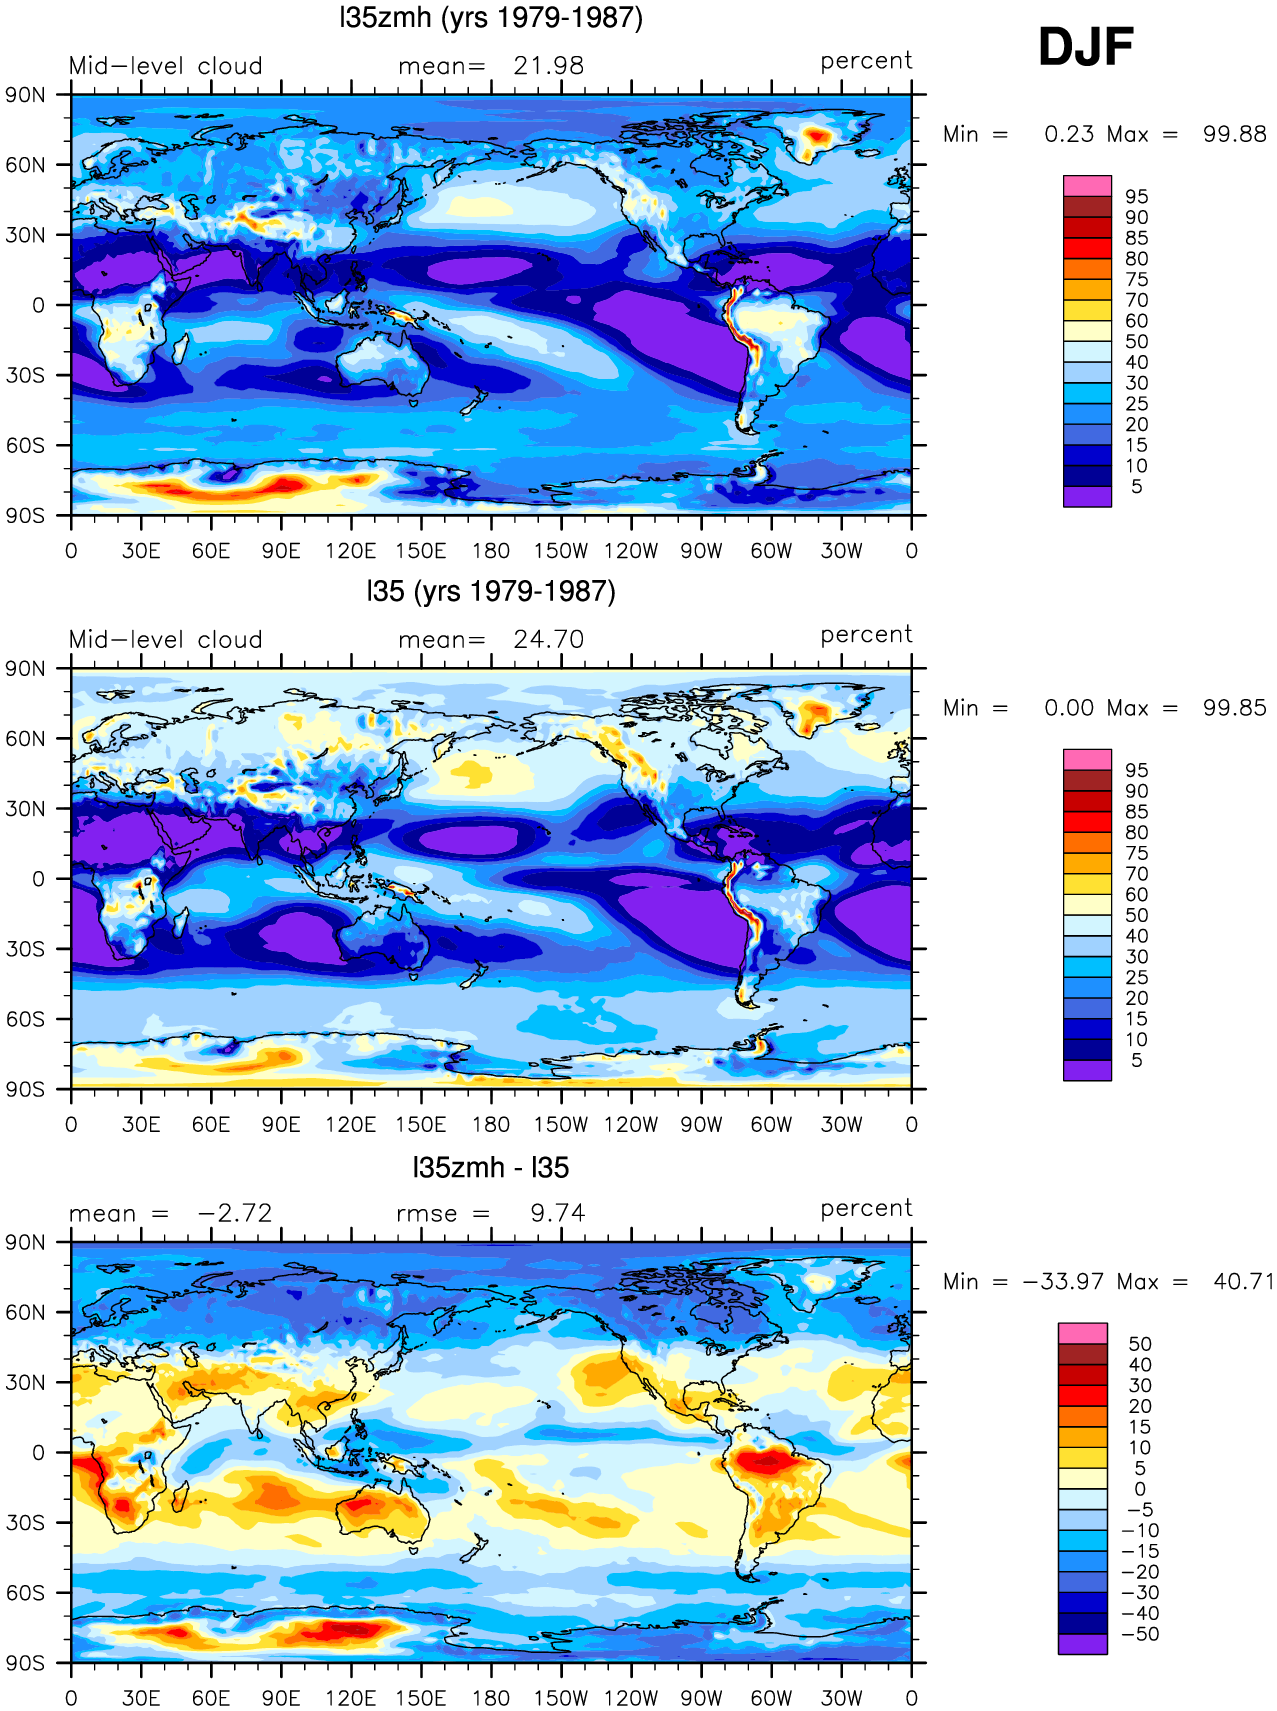 l35zmh (yrs 1979-1987)
DJF
Mid-level cloud mean= 21.98 percent
Min = 0.23 Max = 99.88
90N
60N
30N
0
30S
60S
90S
0 30E 60E 90E 120E 150E 180 150W 120W 90W 60W 30W 0
95
90
85
80
75
70
60
50
40
30
25
20
15
10
5
l35 (yrs 1979-1987)
Mid-level cloud mean= 24.70 percent
Min = 0.00 Max = 99.85
90N
60N
30N
0
30S
60S
90S
0 30E 60E 90E 120E 150E 180 150W 120W 90W 60W 30W 0
95
90
85
80
75
70
60
50
40
30
25
20
15
10
5
l35zmh - l35
mean = -2.72 rmse = 9.74 percent
Min = -33.97 Max = 40.71
90N
60N
30N
0
30S
60S
90S
0 30E 60E 90E 120E 150E 180 150W 120W 90W 60W 30W 0
50
40
30
20
15
10
5
0
-5
-10
-15
-20
-30
-40
-50